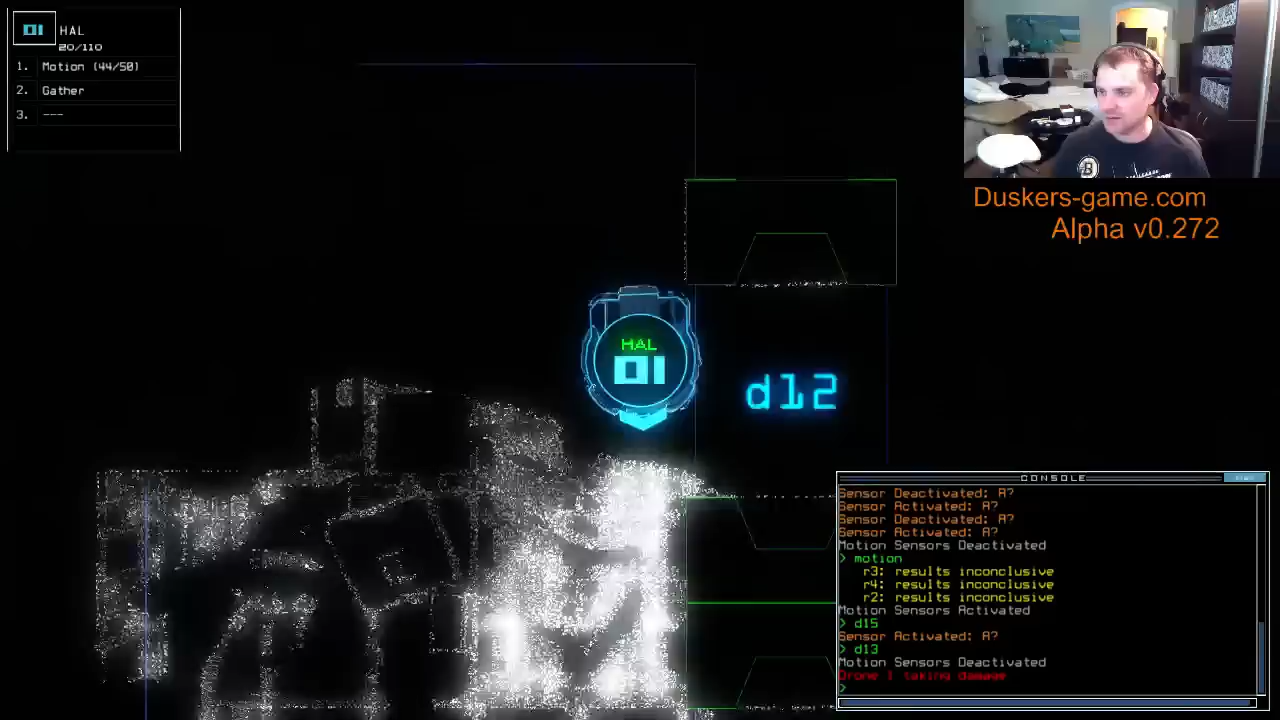 01 HAL
20/110
1. Motion (44/50)
2. Gather
3. ---
Duskers-game.com
Alpha v0.272
HAL
01
d12
CONSOLE
Sensor Deactivated: A?
Sensor Activated: A?
Sensor Deactivated: A?
Sensor Activated: A?
Motion Sensors Deactivated
> motion
r3: results inconclusive
r4: results inconclusive
r2: results inconclusive
Motion Sensors Activated
> d15
Sensor Activated: A?
> d13
Motion Sensors Deactivated
Drone 1 taking damage
>